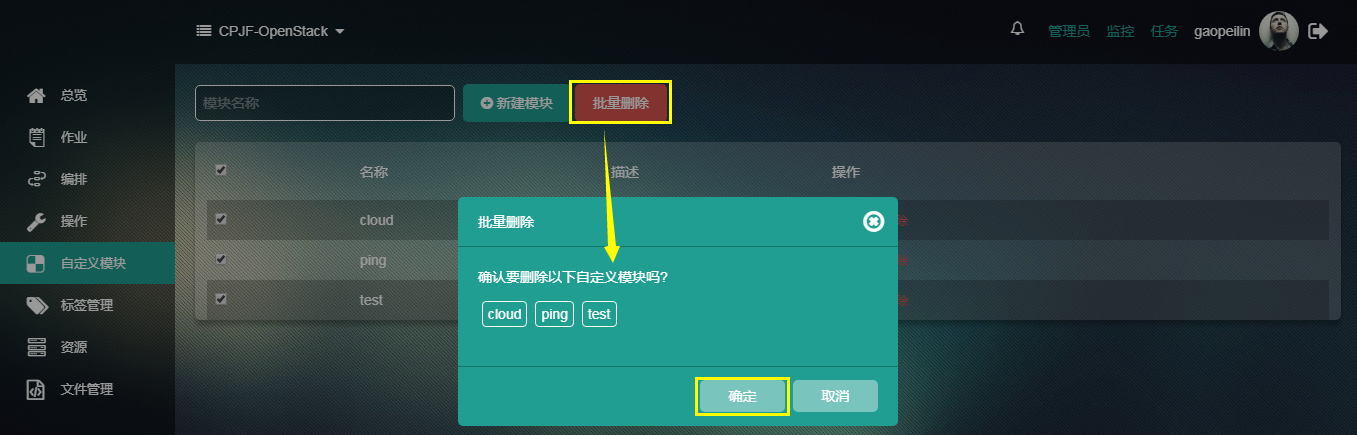 CPJF-OpenStack
管理员 监控 任务 gaopeilin
总览
作业
编排
操作
自定义模块
标签管理
资源
文件管理
模块名称
新建模块
批量删除
名称 描述 操作
cloud 除
ping 除
test 除
批量删除
确认要删除以下自定义模块吗?
cloud ping test
确定 取消